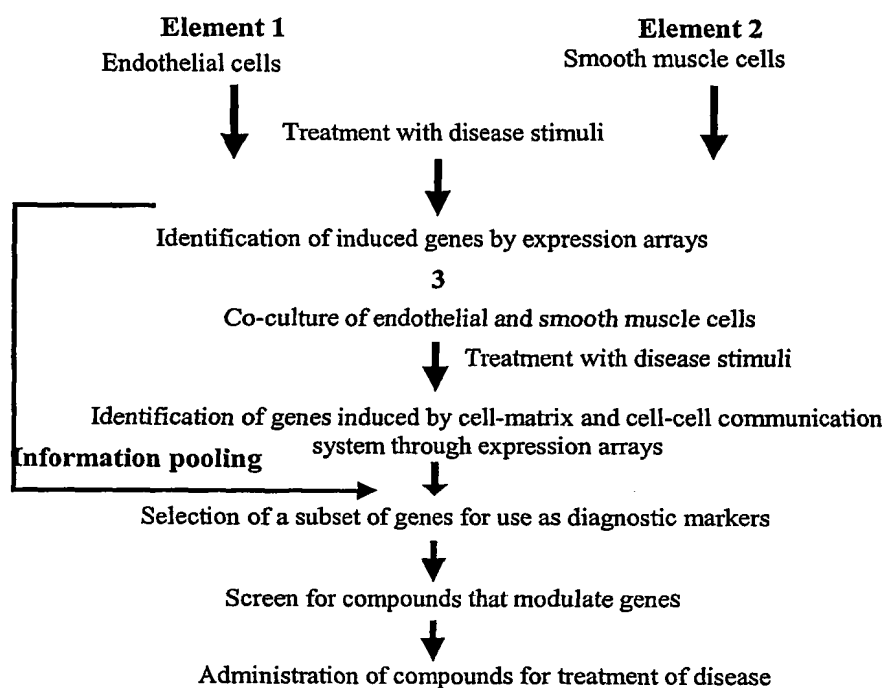 Element 1
Element 2
Endothelial cells
Smooth muscle cells
Treatment with disease stimuli
Identification of induced genes by expression arrays
3
Co-culture of endothelial and smooth muscle cells
Treatment with disease stimuli
Identification of genes induced by cell-matrix and cell-cell communication
system through expression arrays
Information pooling
Selection of a subset of genes for use as diagnostic markers
Screen for compounds that modulate genes
Administration of compounds for treatment of disease